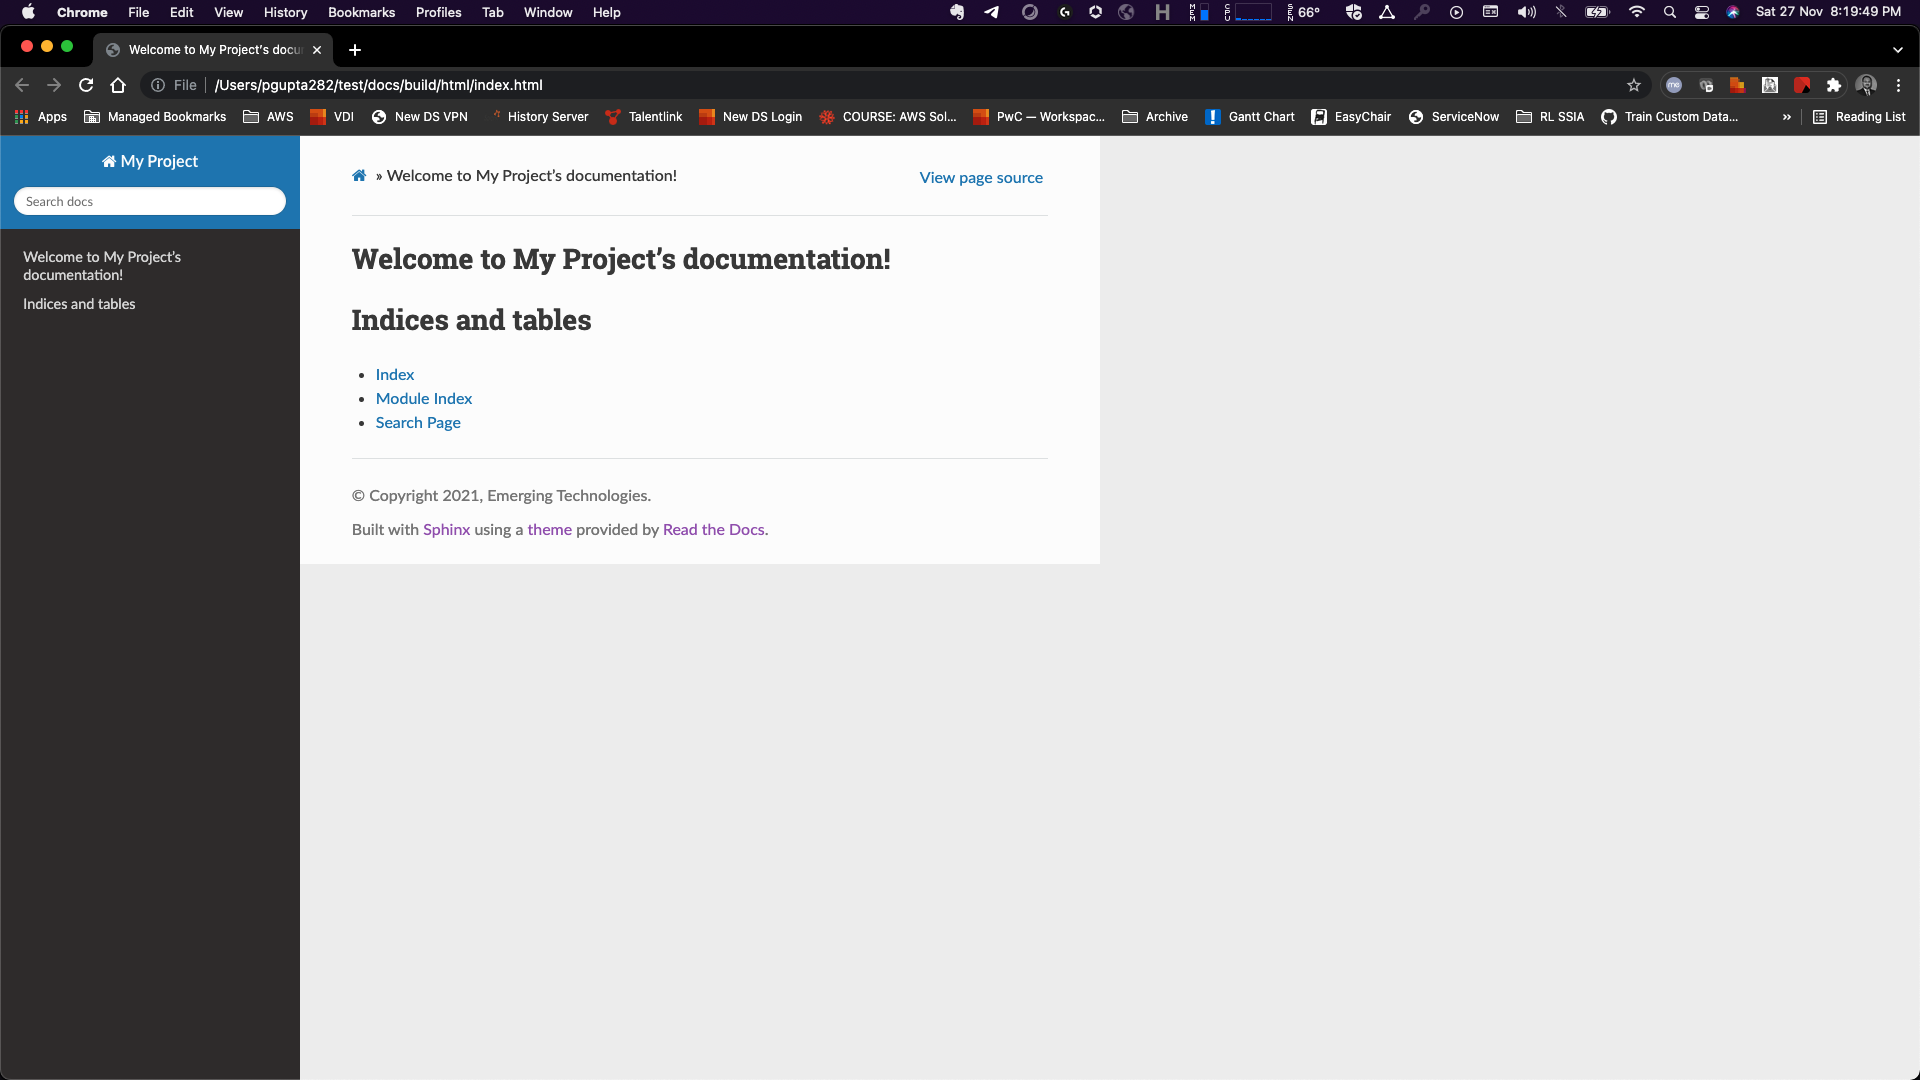 Chrome File Edit View History Bookmarks Profiles Tab Window Help MEM CPU SEN 66° Sat 27 Nov 8:19:49 PM
Welcome to My Project's docu
File /Users/pgupta282/test/docs/build/html/index.html
Apps Managed Bookmarks AWS VDI New DS VPN History Server Talentlink New DS Login COURSE: AWS Sol... PwC — Workspac... Archive Gantt Chart EasyChair ServiceNow RL SSIA Train Custom Data... » Reading List
My Project
Search docs
Welcome to My Project's
documentation!
Indices and tables
» Welcome to My Project's documentation!
View page source
Welcome to My Project's documentation!
Indices and tables
Index
Module Index
Search Page
© Copyright 2021, Emerging Technologies.
Built with Sphinx using a theme provided by Read the Docs.